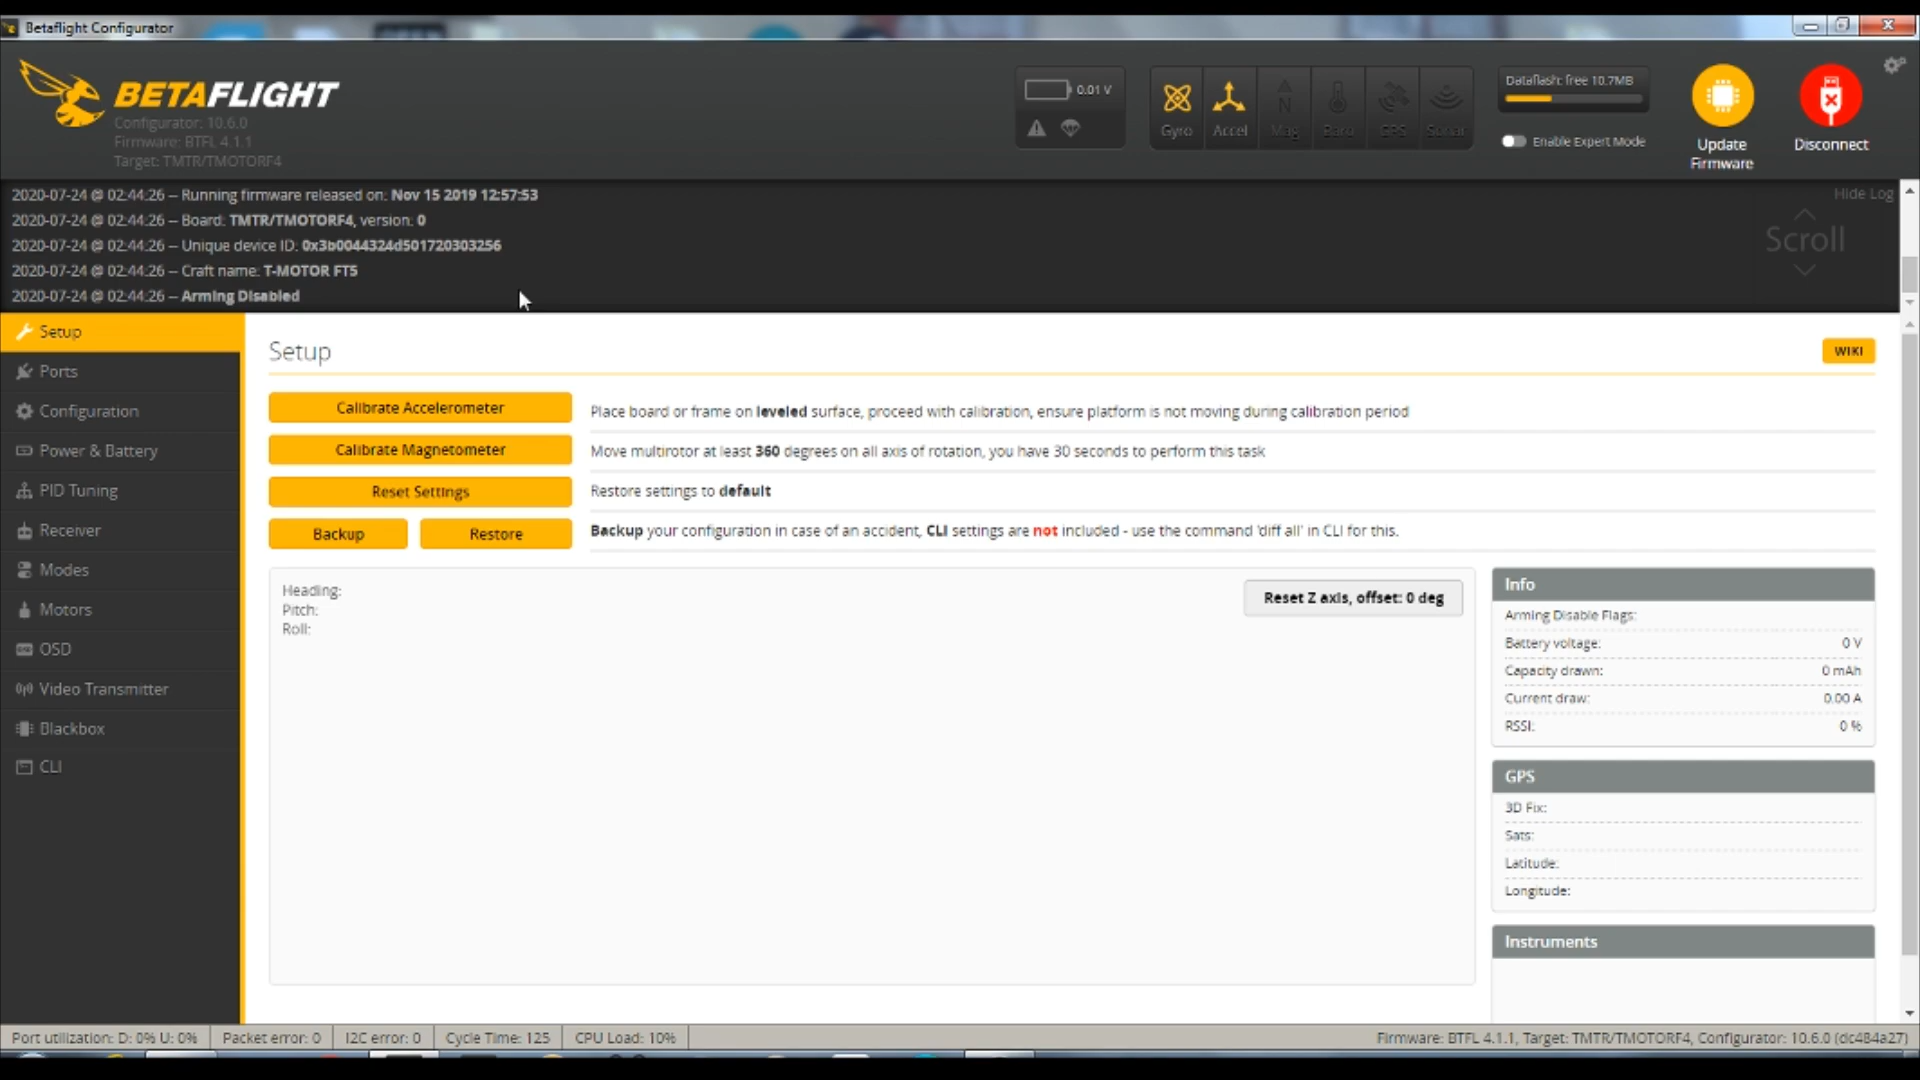 Betaflight Configurator
BETAFLIGHT
Configurator: 10.6.0
Firmware: BTFL 4.1.1
Target: TMTR/TMOTORF4
0.01 V
Gyro
Accel
Mag
Baro
GPS
Sonar
Dataflash: free 10.7MB
Enable Expert Mode
Update
Firmware
Disconnect
2020-07-24 @ 02:44:26 -- Running firmware released on: Nov 15 2019 12:57:53
2020-07-24 @ 02:44:26 -- Board: TMTR/TMOTORF4, version: 0
2020-07-24 @ 02:44:26 -- Unique device ID: 0x3b0044324d501720303256
2020-07-24 @ 02:44:26 -- Craft name: T-MOTOR FT5
2020-07-24 @ 02:44:26 -- Arming Disabled
Hide Log
Scroll
Setup
Ports
Configuration
Power & Battery
PID Tuning
Receiver
Modes
Motors
OSD
Video Transmitter
Blackbox
CLI
Setup
WIKI
Calibrate Accelerometer
Place board or frame on leveled surface, proceed with calibration, ensure platform is not moving during calibration period
Calibrate Magnetometer
Move multirotor at least 360 degrees on all axis of rotation, you have 30 seconds to perform this task
Reset Settings
Restore settings to default
Backup
Restore
Backup your configuration in case of an accident, CLI settings are not included - use the command 'diff all' in CLI for this.
Heading:
Pitch:
Roll:
Reset Z axis, offset: 0 deg
Info
Arming Disable Flags:
Battery voltage: 0 V
Capacity drawn: 0 mAh
Current draw: 0.00 A
RSSI: 0 %
GPS
3D Fix:
Sats:
Latitude:
Longitude:
Instruments
Port utilization: D: 0% U: 0%
Packet error: 0
I2C error: 0
Cycle Time: 125
CPU Load: 10%
Firmware: BTFL 4.1.1, Target: TMTR/TMOTORF4, Configurator: 10.6.0 (dc484a27)